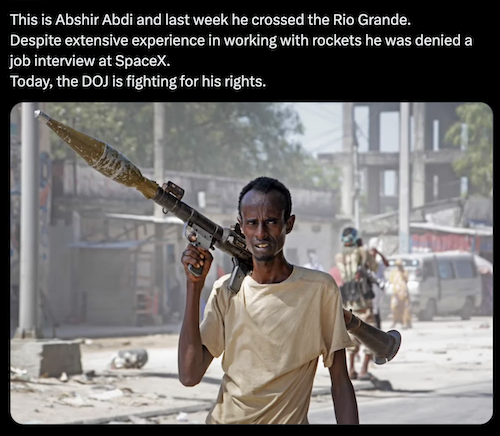 This is Abshir Abdi and last week he crossed the Rio Grande.
Despite extensive experience in working with rockets he was denied a
job interview at SpaceX.
Today, the DOJ is fighting for his rights.